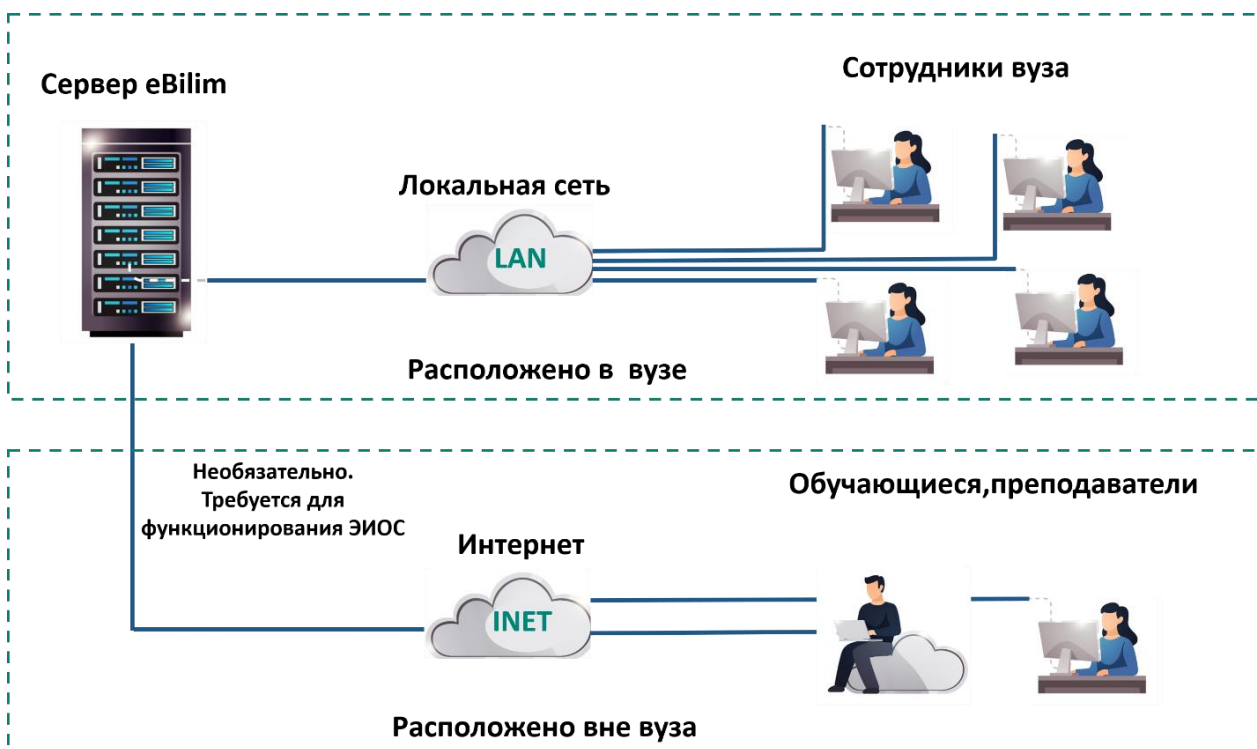 Сервер eBilim
Сотрудники вуза
Локальная сеть
LAN
Расположено в вузе
Необязательно.
Требуется для
функционирования ЭИОС
Обучающиеся,преподаватели
Интернет
INET
Расположено вне вуза